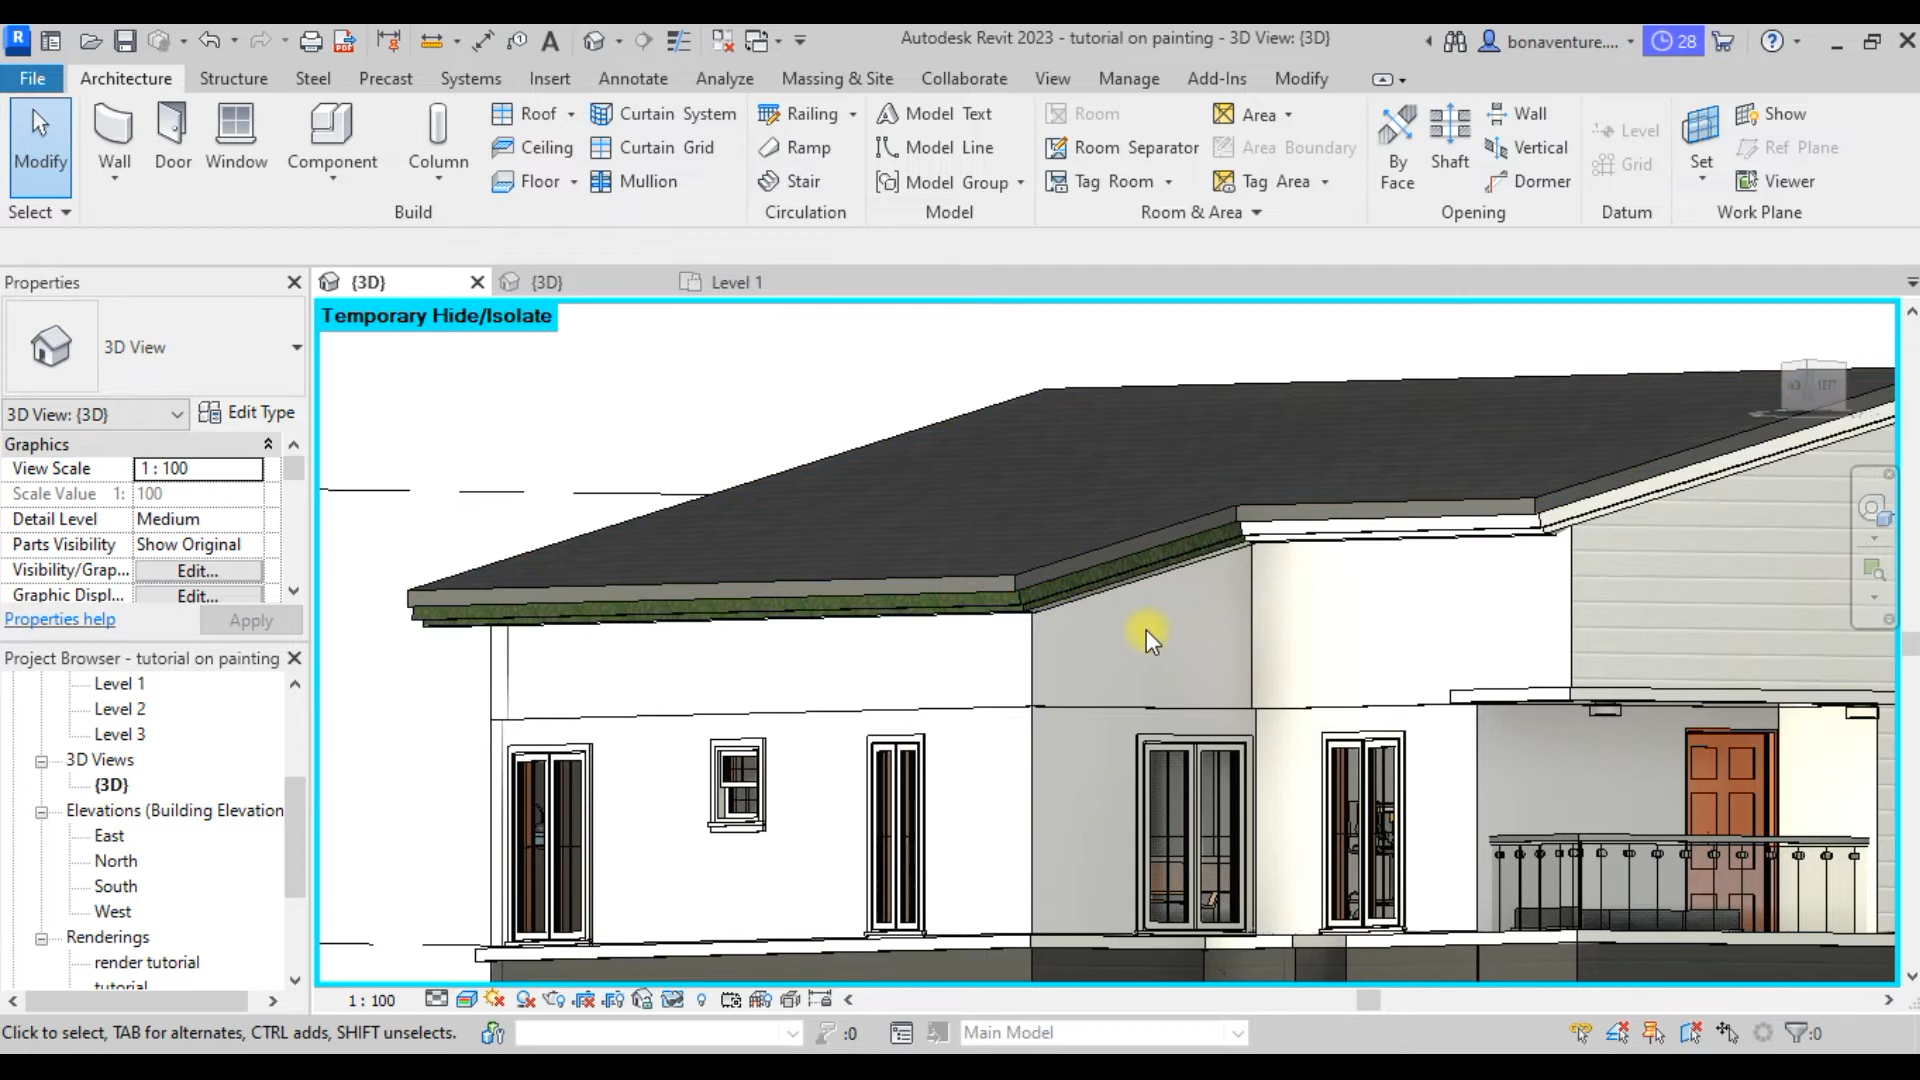 Autodesk Revit 2023 - tutorial on painting - 3D View: {3D}
bonaventure....
28
File Architecture Structure Steel Precast Systems Insert Annotate Analyze Massing & Site Collaborate View Manage Add-Ins Modify
Modify
Select
Wall Door Window Component Column
Roof Curtain System
Ceiling Curtain Grid
Floor Mullion
Build
Railing
Ramp
Stair
Circulation
Model Text
Model Line
Model Group
Model
Room Area
Room Separator Area Boundary
Tag Room Tag Area
Room & Area
By Face Shaft
Wall
Vertical
Dormer
Opening
Level
Grid
Datum
Set
Show
Ref Plane
Viewer
Work Plane
Properties
3D View
3D View: {3D} Edit Type
Graphics
View Scale 1 : 100
Scale Value 1: 100
Detail Level Medium
Parts Visibility Show Original
Visibility/Grap... Edit...
Graphic Displ... Edit...
Properties help Apply
Project Browser - tutorial on painting
Level 1
Level 2
Level 3
3D Views
{3D}
Elevations (Building Elevation
East
North
South
West
Renderings
render tutorial
tutorial
{3D} {3D} Level 1
Temporary Hide/Isolate
LEFT
1 : 100
Click to select, TAB for alternates, CTRL adds, SHIFT unselects.
:0
Main Model
:0